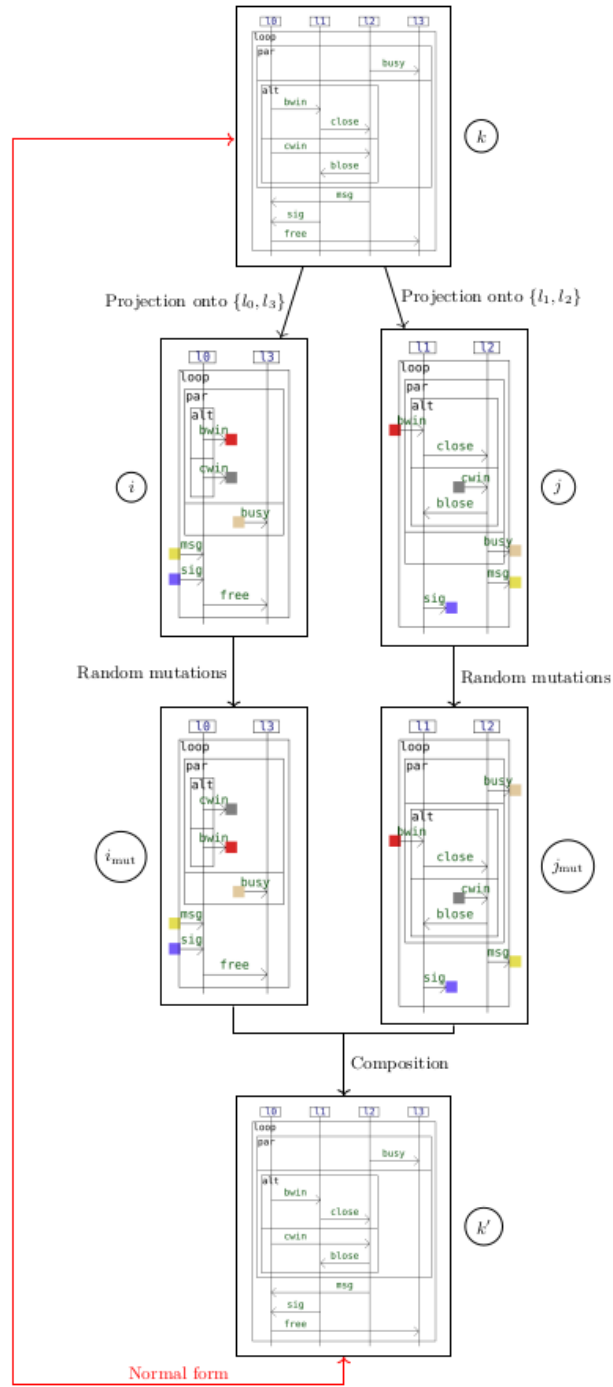 l0 l1 l2 l3
loop
par
busy
alt
bwin
close
cwin
blose
msg
sig
free
k
Projection onto {l₀, l₃}
Projection onto {l₁, l₂}
l0 l3
loop
par
alt
bwin
cwin
busy
msg
sig
free
i
l1 l2
loop
par
alt
bwin
close
cwin
blose
busy
msg
sig
j
Random mutations
Random mutations
l0 l3
loop
par
alt
cwin
bwin
busy
msg
sig
free
i_mut
l1 l2
loop
par
busy
alt
bwin
close
cwin
blose
msg
sig
j_mut
Composition
l0 l1 l2 l3
loop
par
busy
alt
bwin
close
cwin
blose
msg
sig
free
k′
Normal form